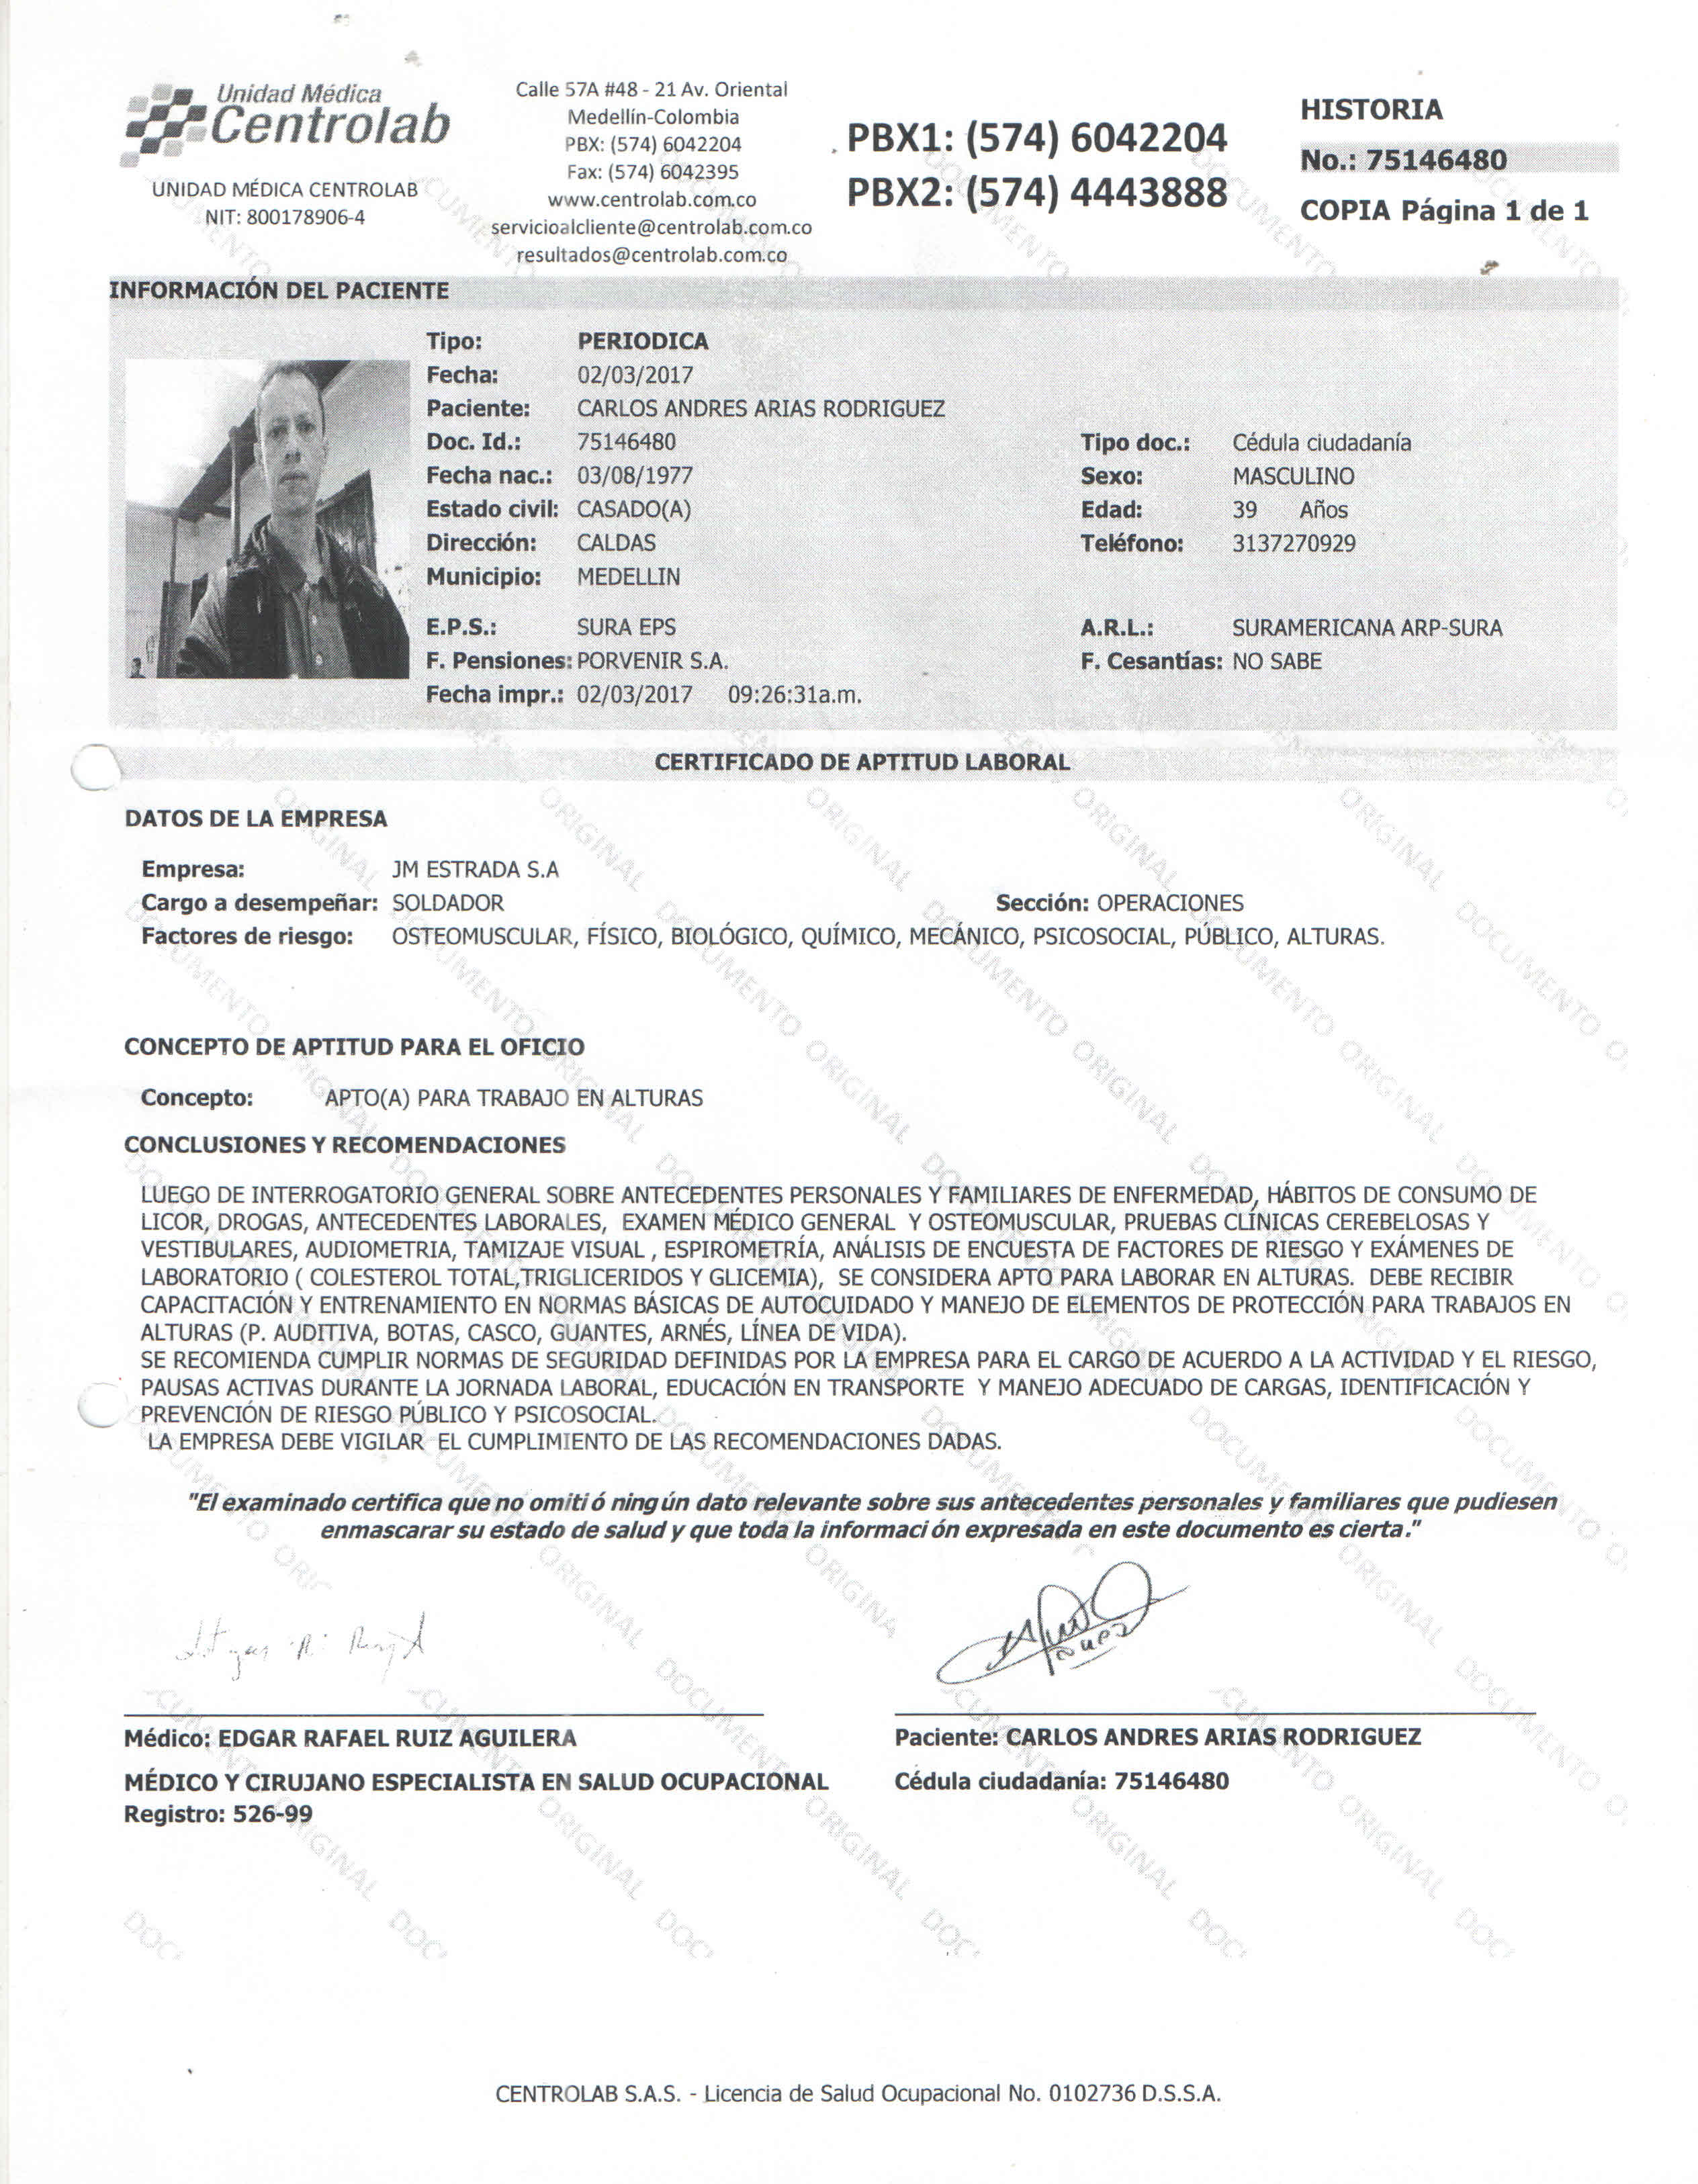 Unidad Médica
Centrolab
UNIDAD MÉDICA CENTROLAB
NIT: 800178906-4
Calle 57A #48 - 21 Av. Oriental
Medellín-Colombia
PBX: (574) 6042204
Fax: (574) 6042395
www.centrolab.com.co
servicioalcliente@centrolab.com.co
resultados@centrolab.com.co
PBX1: (574) 6042204
PBX2: (574) 4443888
HISTORIA
No.: 75146480
COPIA Página 1 de 1
INFORMACIÓN DEL PACIENTE
Tipo: PERIODICA
Fecha: 02/03/2017
Paciente: CARLOS ANDRES ARIAS RODRIGUEZ
Doc. Id.: 75146480 Tipo doc.: Cédula ciudadanía
Fecha nac.: 03/08/1977 Sexo: MASCULINO
Estado civil: CASADO(A) Edad: 39 Años
Dirección: CALDAS Teléfono: 3137270929
Municipio: MEDELLIN
E.P.S.: SURA EPS A.R.L.: SURAMERICANA ARP-SURA
F. Pensiones: PORVENIR S.A. F. Cesantías: NO SABE
Fecha impr.: 02/03/2017 09:26:31a.m.
CERTIFICADO DE APTITUD LABORAL
DATOS DE LA EMPRESA
Empresa: JM ESTRADA S.A
Cargo a desempeñar: SOLDADOR Sección: OPERACIONES
Factores de riesgo: OSTEOMUSCULAR, FÍSICO, BIOLÓGICO, QUÍMICO, MECÁNICO, PSICOSOCIAL, PÚBLICO, ALTURAS.
CONCEPTO DE APTITUD PARA EL OFICIO
Concepto: APTO(A) PARA TRABAJO EN ALTURAS
CONCLUSIONES Y RECOMENDACIONES
LUEGO DE INTERROGATORIO GENERAL SOBRE ANTECEDENTES PERSONALES Y FAMILIARES DE ENFERMEDAD, HÁBITOS DE CONSUMO DE
LICOR, DROGAS, ANTECEDENTES LABORALES, EXAMEN MÉDICO GENERAL Y OSTEOMUSCULAR, PRUEBAS CLÍNICAS CEREBELOSAS Y
VESTIBULARES, AUDIOMETRIA, TAMIZAJE VISUAL , ESPIROMETRÍA, ANÁLISIS DE ENCUESTA DE FACTORES DE RIESGO Y EXÁMENES DE
LABORATORIO ( COLESTEROL TOTAL,TRIGLICERIDOS Y GLICEMIA), SE CONSIDERA APTO PARA LABORAR EN ALTURAS. DEBE RECIBIR
CAPACITACIÓN Y ENTRENAMIENTO EN NORMAS BÁSICAS DE AUTOCUIDADO Y MANEJO DE ELEMENTOS DE PROTECCIÓN PARA TRABAJOS EN
ALTURAS (P. AUDITIVA, BOTAS, CASCO, GUANTES, ARNÉS, LÍNEA DE VIDA).
SE RECOMIENDA CUMPLIR NORMAS DE SEGURIDAD DEFINIDAS POR LA EMPRESA PARA EL CARGO DE ACUERDO A LA ACTIVIDAD Y EL RIESGO,
PAUSAS ACTIVAS DURANTE LA JORNADA LABORAL, EDUCACIÓN EN TRANSPORTE Y MANEJO ADECUADO DE CARGAS, IDENTIFICACIÓN Y
PREVENCIÓN DE RIESGO PÚBLICO Y PSICOSOCIAL.
LA EMPRESA DEBE VIGILAR EL CUMPLIMIENTO DE LAS RECOMENDACIONES DADAS.
"El examinado certifica que no omitió ningún dato relevante sobre sus antecedentes personales y familiares que pudiesen
enmascarar su estado de salud y que toda la información expresada en este documento es cierta."
Médico: EDGAR RAFAEL RUIZ AGUILERA
MÉDICO Y CIRUJANO ESPECIALISTA EN SALUD OCUPACIONAL
Registro: 526-99
Paciente: CARLOS ANDRES ARIAS RODRIGUEZ
Cédula ciudadanía: 75146480
DOCUMENTO ORIGINAL
CENTROLAB S.A.S. - Licencia de Salud Ocupacional No. 0102736 D.S.S.A.